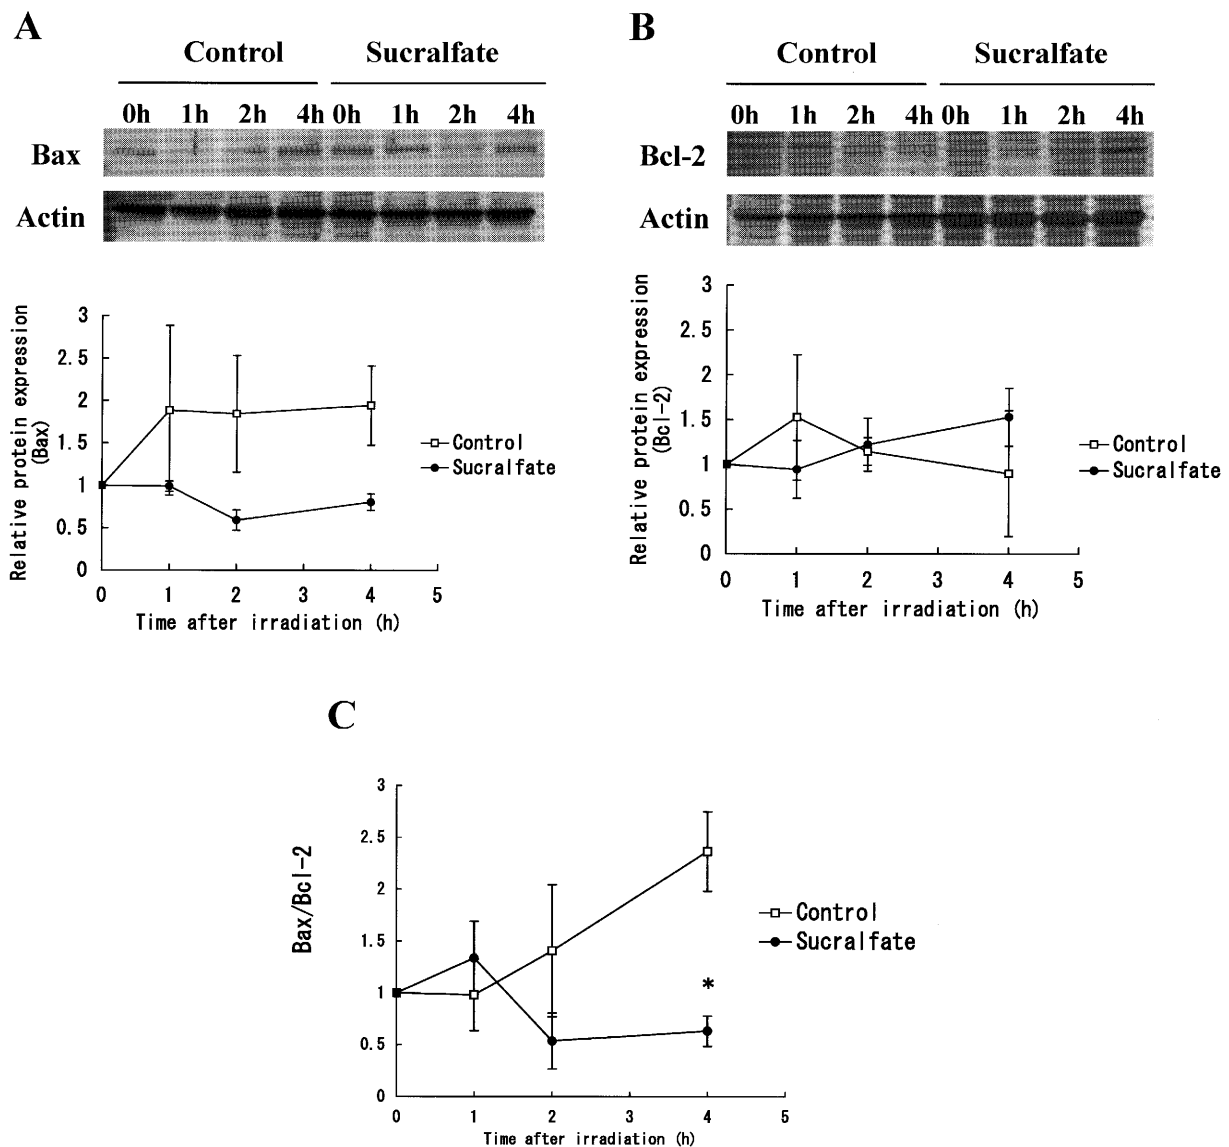 A
Control Sucralfate
0h 1h 2h 4h 0h 1h 2h 4h
Bax
Actin
3
2.5
2
1.5
1
0.5
0
Relative protein expression
(Bax)
Control
Sucralfate
0 1 2 3 4 5
Time after irradiation (h)
B
Control Sucralfate
0h 1h 2h 4h 0h 1h 2h 4h
Bcl-2
Actin
3
2.5
2
1.5
1
0.5
0
Relative protein expression
(Bcl-2)
Control
Sucralfate
0 1 2 3 4 5
Time after irradiation (h)
C
3
2.5
2
1.5
1
0.5
0
Bax/Bcl-2
*
Control
Sucralfate
0 1 2 3 4 5
Time after irradiation (h)